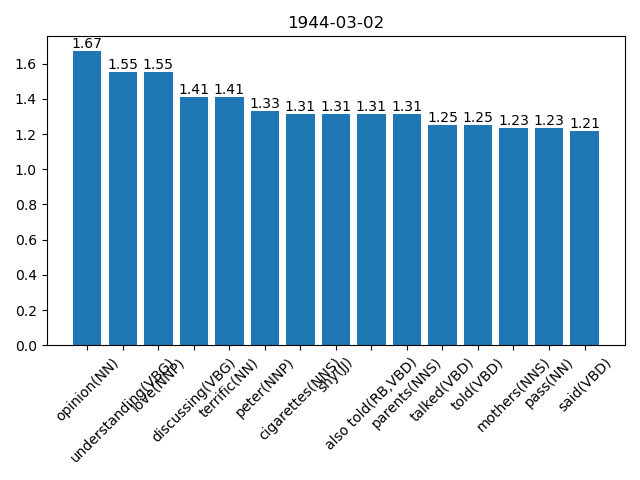 1944-03-02
1.67
1.55
1.55
1.41
1.41
1.33
1.31
1.31
1.31
1.31
1.25
1.25
1.23
1.23
1.21
1.6
1.4
1.2
1.0
0.8
0.6
0.4
0.2
0.0
opinion(NN)
understanding(VBG)
love(NNP)
discussing(VBG)
terrific(NN)
peter(NNP)
cigarettes(NNS)
shy(JJ)
also told(RB,VBD)
parents(NNS)
talked(VBD)
told(VBD)
mothers(NNS)
pass(NN)
said(VBD)